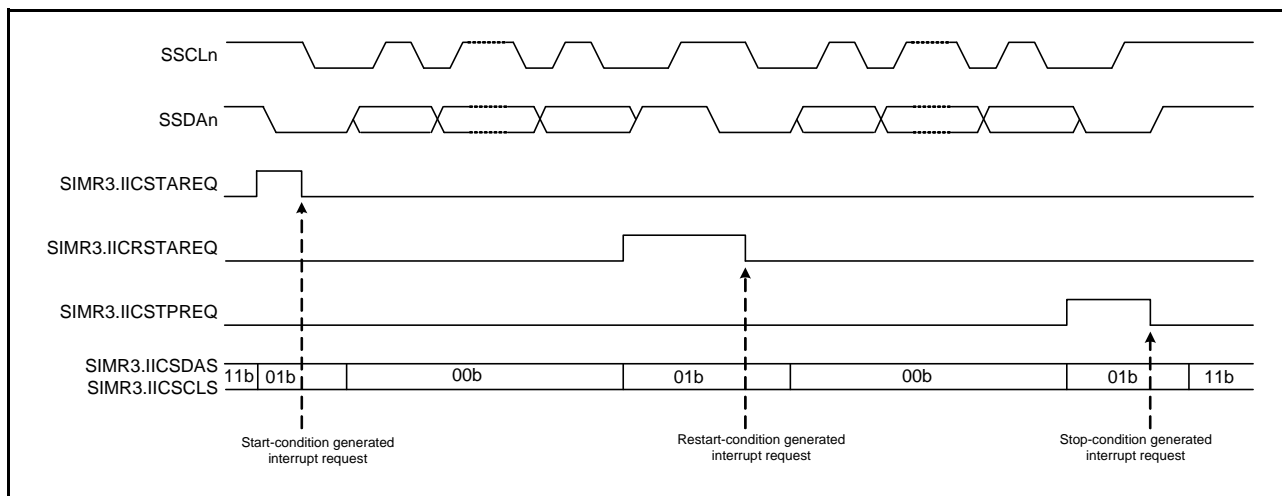 SSCLn
SSDAn
SIMR3.IICSTAREQ
SIMR3.IICRSTAREQ
SIMR3.IICSTPREQ
SIMR3.IICSDAS
SIMR3.IICSCLS
11b 01b 00b 01b 00b 01b 11b
Start-condition generated
interrupt request
Restart-condition generated
interrupt request
Stop-condition generated
interrupt request